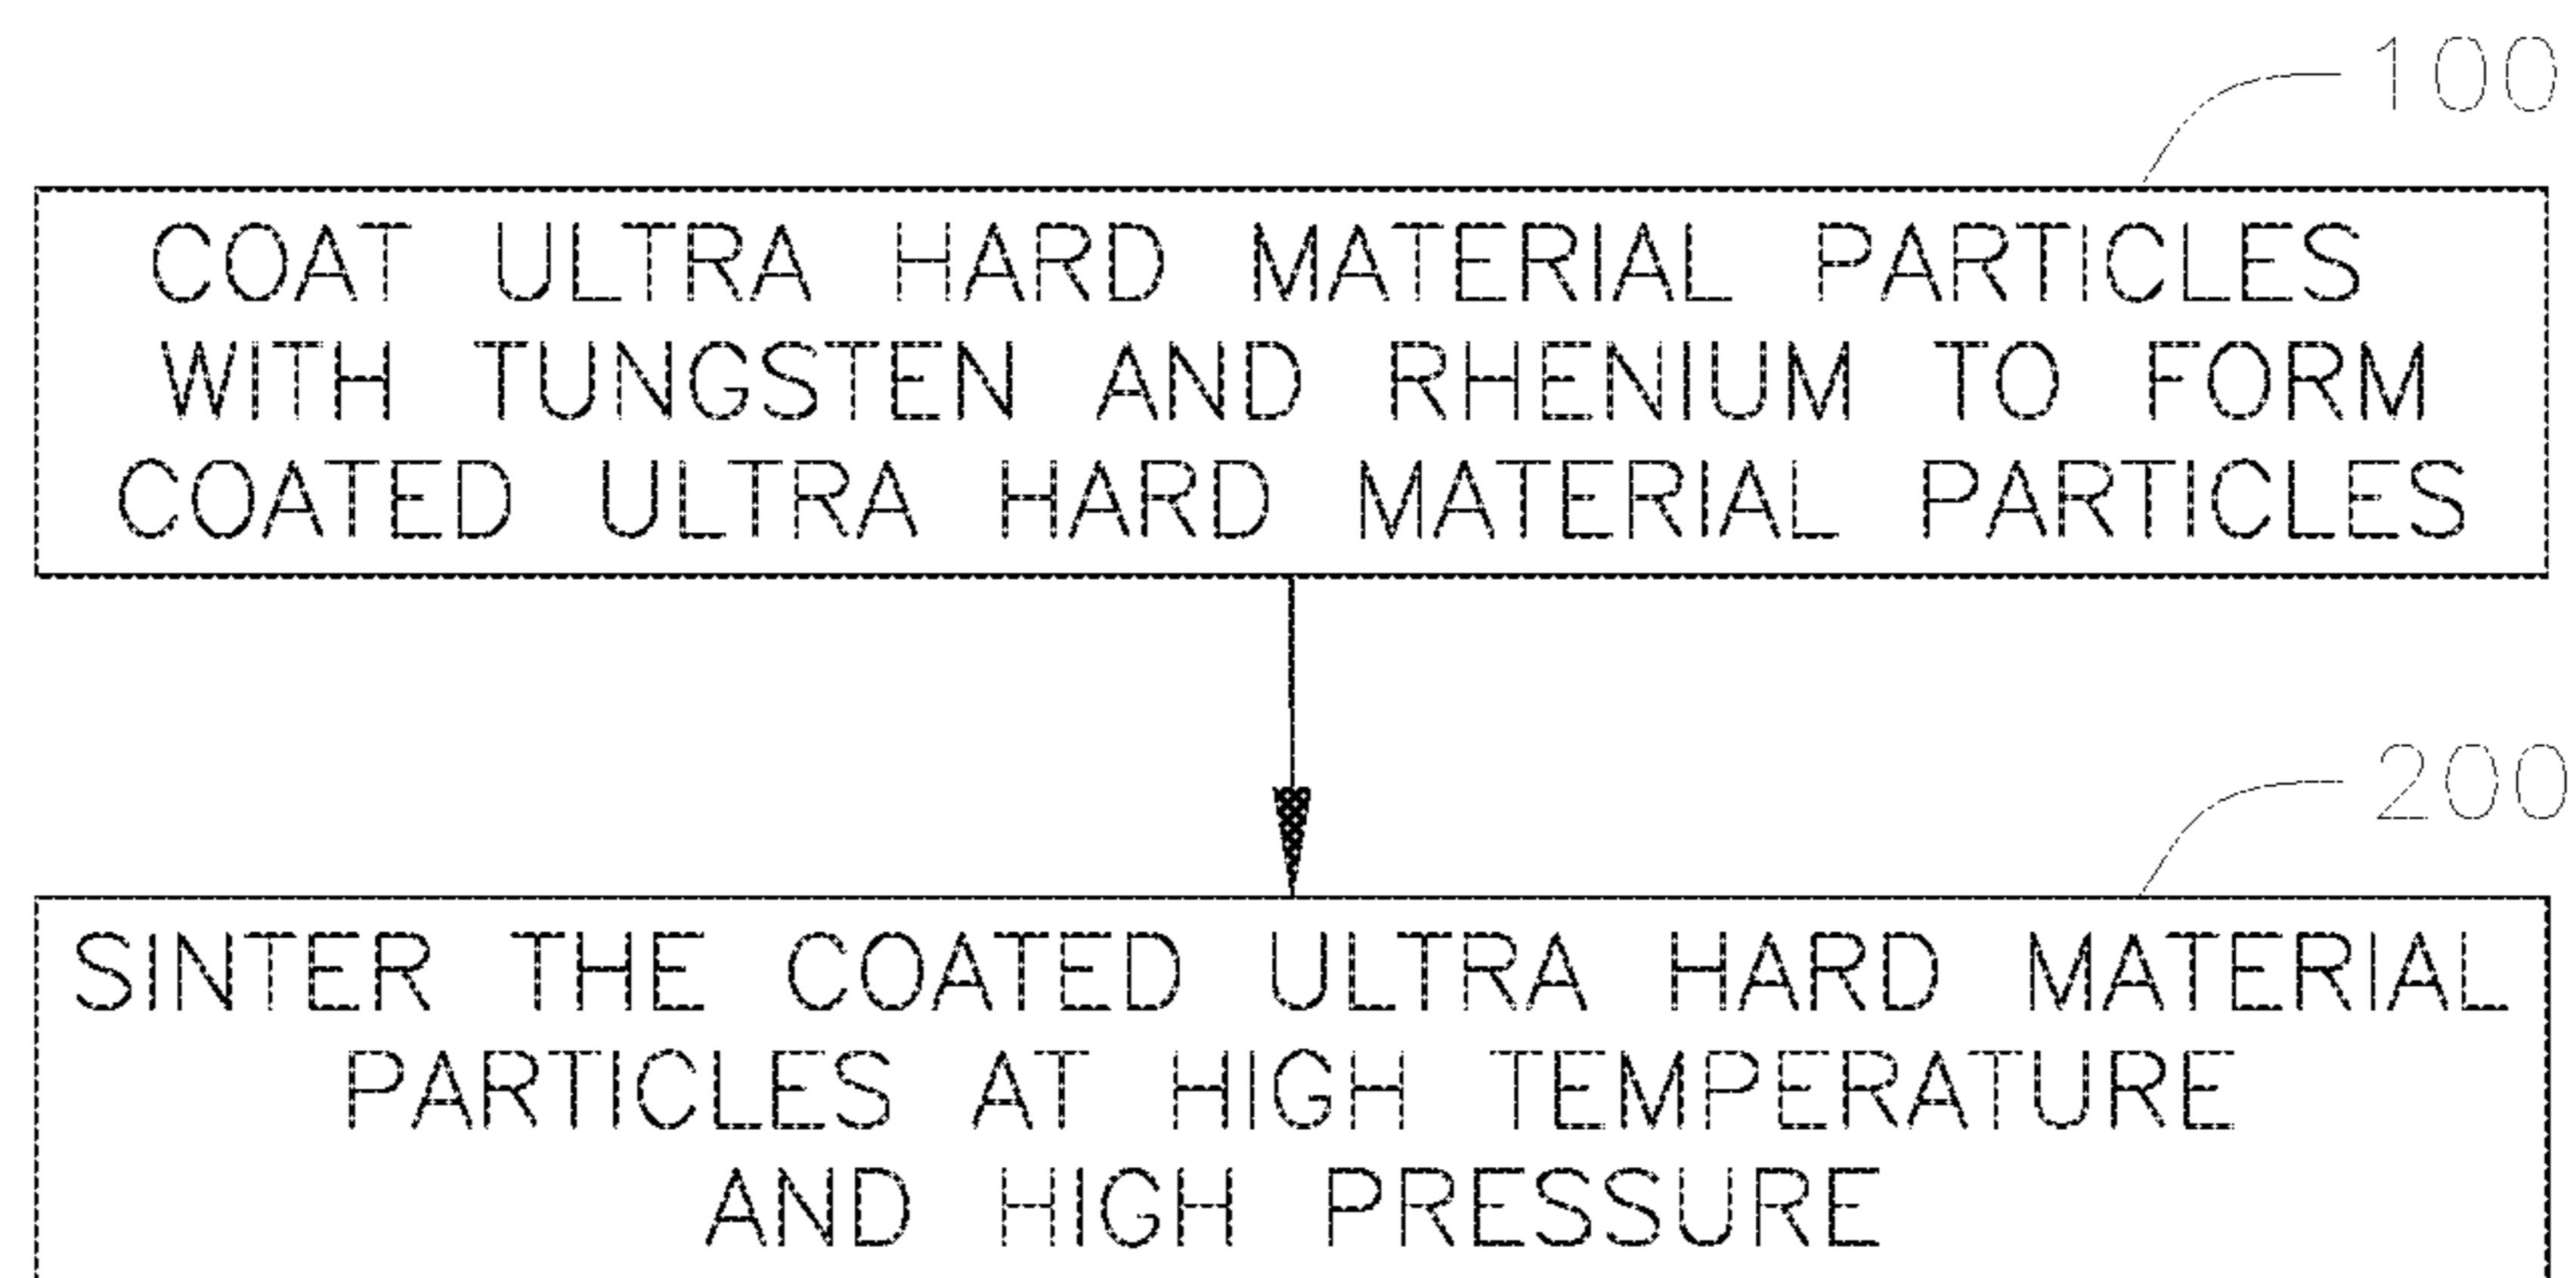 100
COAT ULTRA HARD MATERIAL PARTICLES
WITH TUNGSTEN AND RHENIUM TO FORM
COATED ULTRA HARD MATERIAL PARTICLES
200
SINTER THE COATED ULTRA HARD MATERIAL
PARTICLES AT HIGH TEMPERATURE
AND HIGH PRESSURE